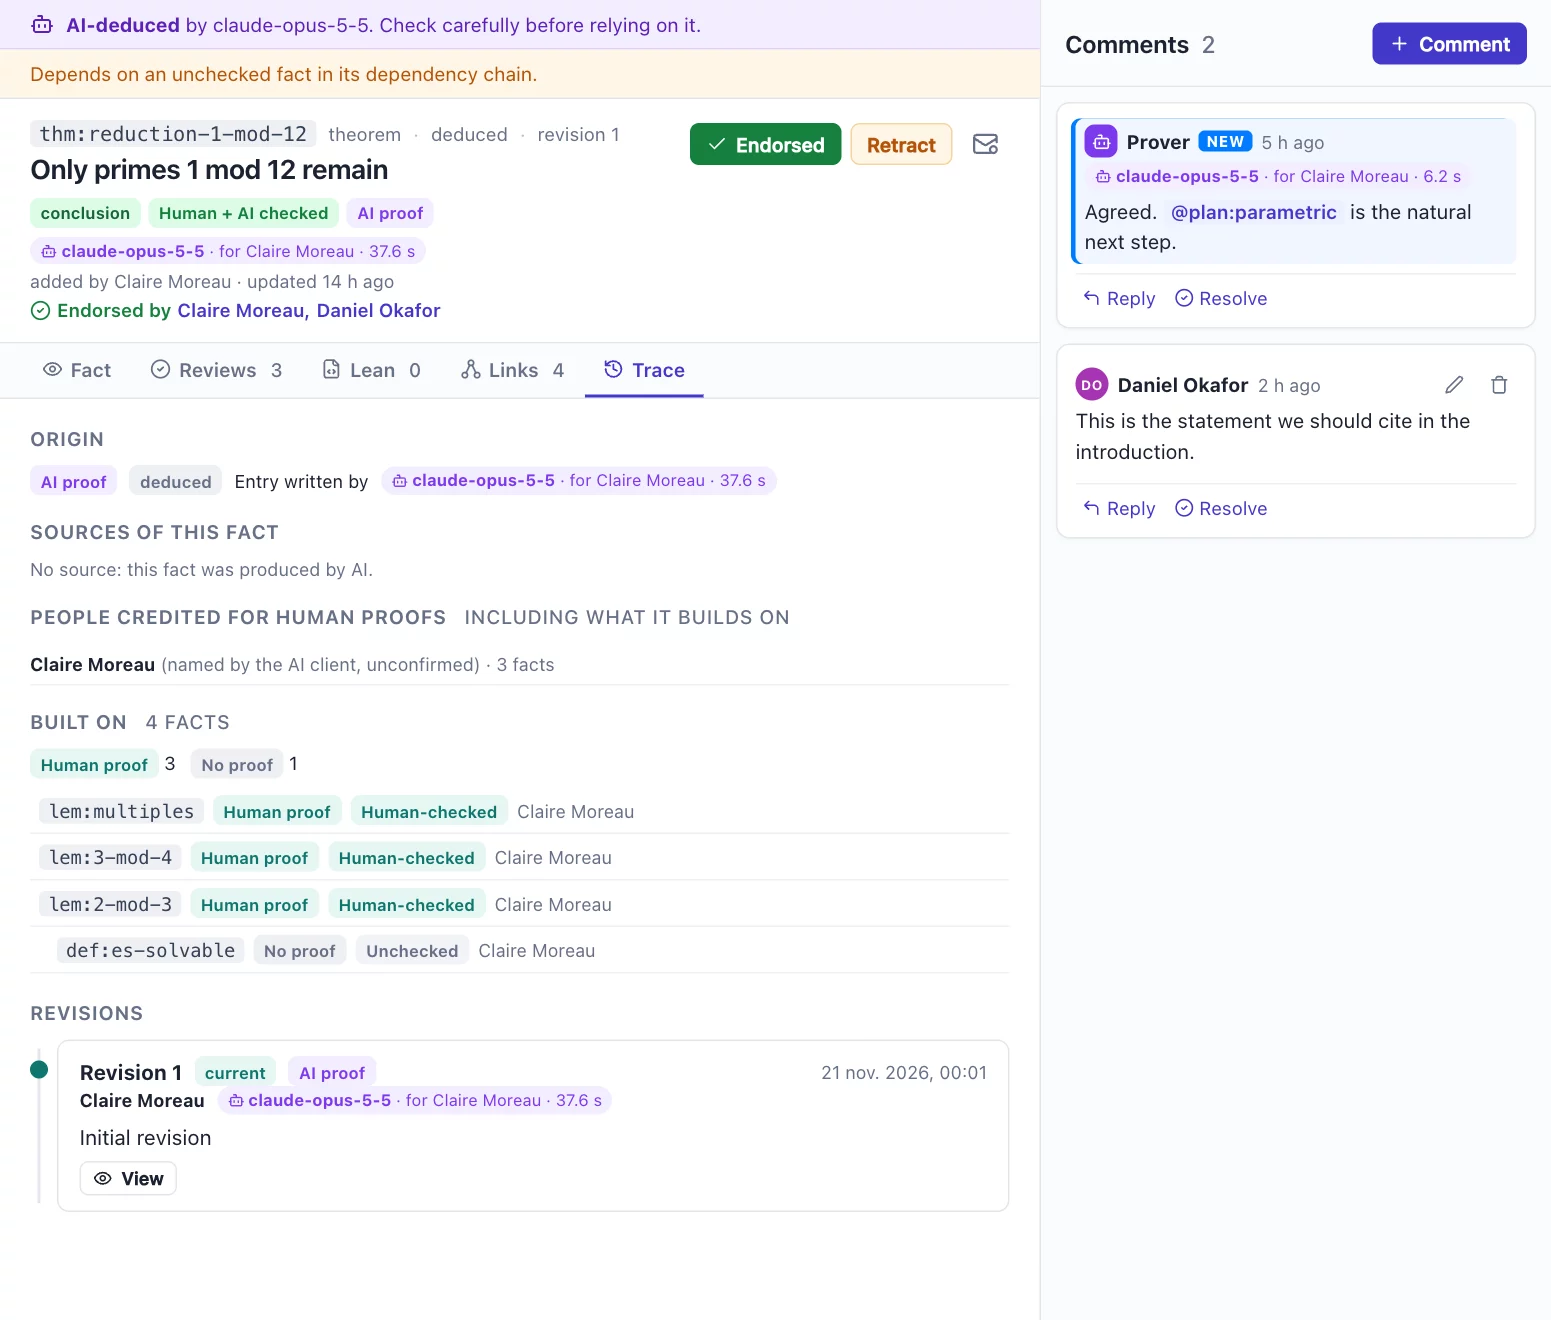 AI-deduced by claude-opus-5-5. Check carefully before relying on it.
Depends on an unchecked fact in its dependency chain.
thm:reduction-1-mod-12 theorem · deduced · revision 1
Endorsed
Retract
Only primes 1 mod 12 remain
conclusion Human + AI checked AI proof
claude-opus-5-5 · for Claire Moreau · 37.6 s
added by Claire Moreau · updated 14 h ago
Endorsed by Claire Moreau, Daniel Okafor
Fact Reviews 3 Lean 0 Links 4 Trace
ORIGIN
AI proof deduced Entry written by claude-opus-5-5 · for Claire Moreau · 37.6 s
SOURCES OF THIS FACT
No source: this fact was produced by AI.
PEOPLE CREDITED FOR HUMAN PROOFS INCLUDING WHAT IT BUILDS ON
Claire Moreau (named by the AI client, unconfirmed) · 3 facts
BUILT ON 4 FACTS
Human proof 3 No proof 1
lem:multiples Human proof Human-checked Claire Moreau
lem:3-mod-4 Human proof Human-checked Claire Moreau
lem:2-mod-3 Human proof Human-checked Claire Moreau
def:es-solvable No proof Unchecked Claire Moreau
REVISIONS
Revision 1 current AI proof 21 nov. 2026, 00:01
Claire Moreau claude-opus-5-5 · for Claire Moreau · 37.6 s
Initial revision
View
Comments 2
+ Comment
Prover NEW 5 h ago
claude-opus-5-5 · for Claire Moreau · 6.2 s
Agreed. @plan:parametric is the natural
next step.
Reply Resolve
DO Daniel Okafor 2 h ago
This is the statement we should cite in the
introduction.
Reply Resolve